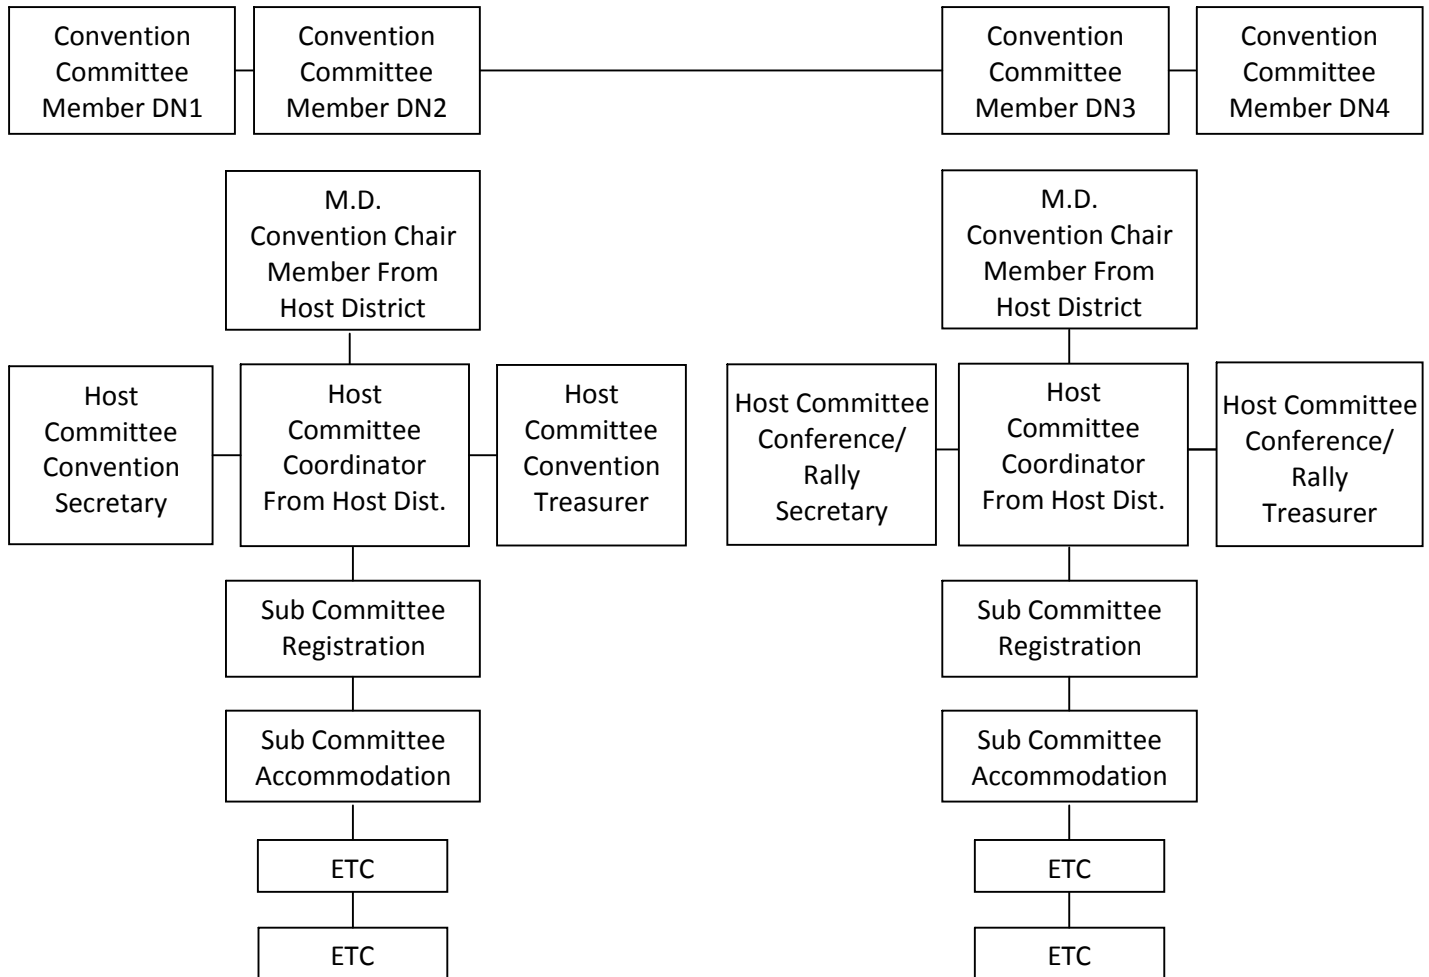 Convention
Committee
Member DN1
Convention
Committee
Member DN2
Convention
Committee
Member DN3
Convention
Committee
Member DN4
M.D.
Convention Chair
Member From
Host District
M.D.
Convention Chair
Member From
Host District
Host
Committee
Convention
Secretary
Host
Committee
Coordinator
From Host Dist.
Host
Committee
Convention
Treasurer
Host Committee
Conference/
Rally
Secretary
Host
Committee
Coordinator
From Host Dist.
Host Committee
Conference/
Rally
Treasurer
Sub Committee
Registration
Sub Committee
Registration
Sub Committee
Accommodation
Sub Committee
Accommodation
ETC
ETC
ETC
ETC